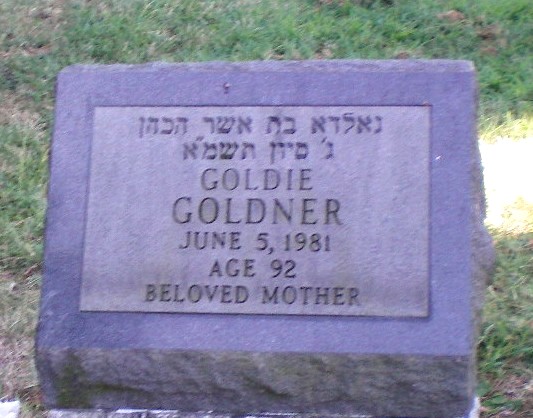 גאלדא בת אשר הכהן
ג' סיון תשמ"א
GOLDIE
GOLDNER
JUNE 5, 1981
AGE 92
BELOVED MOTHER